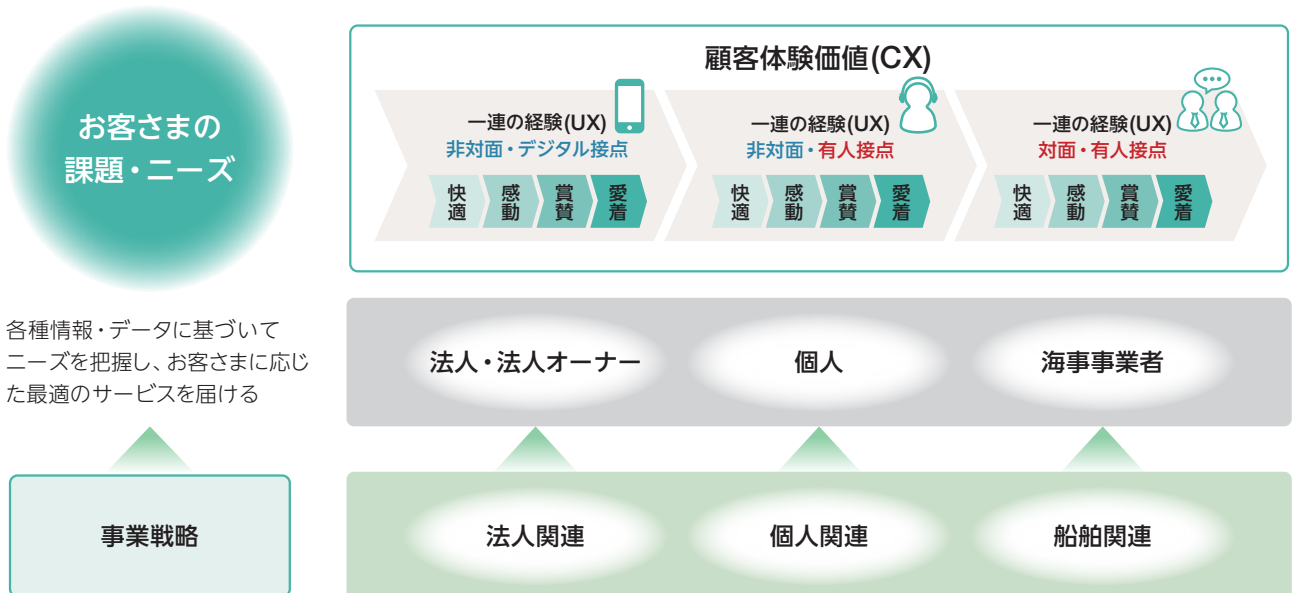 お客さまの
課題・ニーズ
各種情報・データに基づいて
ニーズを把握し、お客さまに応じ
た最適のサービスを届ける
事業戦略
顧客体験価値(CX)
一連の経験(UX)
非対面・デジタル接点
快適
感動
賞賛
愛着
一連の経験(UX)
非対面・有人接点
快適
感動
賞賛
愛着
一連の経験(UX)
対面・有人接点
快適
感動
賞賛
愛着
法人・法人オーナー
個人
海事事業者
法人関連
個人関連
船舶関連